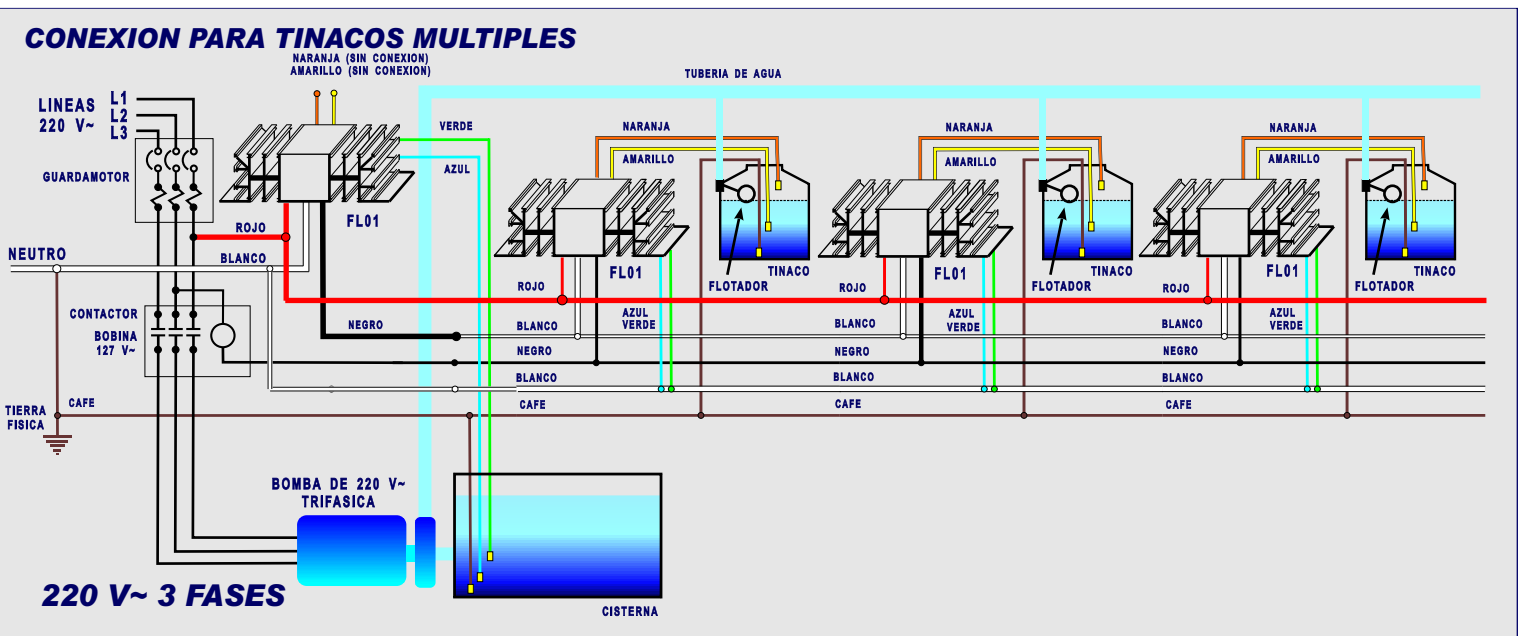 CONEXION PARA TINACOS MULTIPLES
NARANJA (SIN CONEXION)
AMARILLO (SIN CONEXION)
TUBERIA DE AGUA
LINEAS
220 V~
L1
L2
L3
VERDE
AZUL
NARANJA
AMARILLO
NARANJA
AMARILLO
NARANJA
AMARILLO
GUARDAMOTOR
FL01
ROJO
BLANCO
NEUTRO
FL01
TINACO
FLOTADOR
FL01
TINACO
FLOTADOR
FL01
TINACO
FLOTADOR
ROJO
ROJO
ROJO
CONTACTOR
BOBINA
127 V~
NEGRO
BLANCO
AZUL
VERDE
BLANCO
AZUL
VERDE
BLANCO
AZUL
VERDE
NEGRO
NEGRO
NEGRO
BLANCO
BLANCO
BLANCO
TIERRA
FISICA
CAFE
CAFE
CAFE
CAFE
BOMBA DE 220 V~
TRIFASICA
220 V~ 3 FASES
CISTERNA